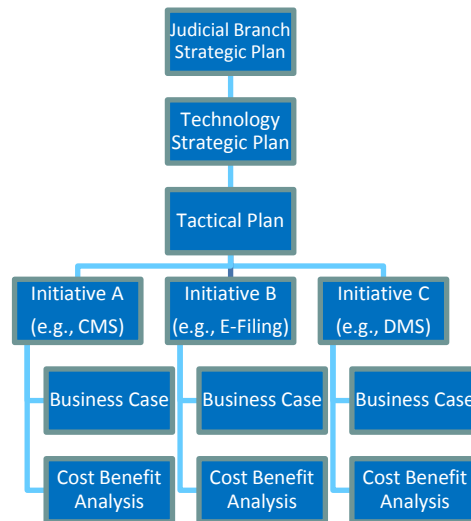 Judicial Branch
Strategic Plan
Technology
Strategic Plan
Tactical Plan
Initiative A
(e.g., CMS)
Initiative B
(e.g., E-Filing)
Initiative C
(e.g., DMS)
Business Case
Business Case
Business Case
Cost Benefit
Analysis
Cost Benefit
Analysis
Cost Benefit
Analysis